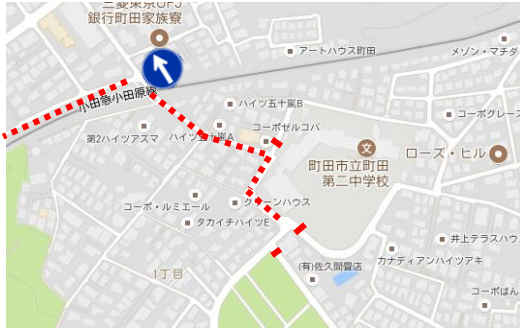 三菱東京UFJ
銀行町田家族寮
アートハウス町田
メゾン・マチダ
小田急小田原線
ハイツ五十嵐B
コーポグレース
第2ハイツアズマ
ハイツ五十嵐A
コーポゼルコバ
町田市立町田
第二中学校
ローズ・ヒル
コーポ・ルミエール
グリーンハウス
タカイチハイツE
井上テラスハウス
カナディアンハイツアキ
1丁目
(有)佐久間畳店
コーポばん